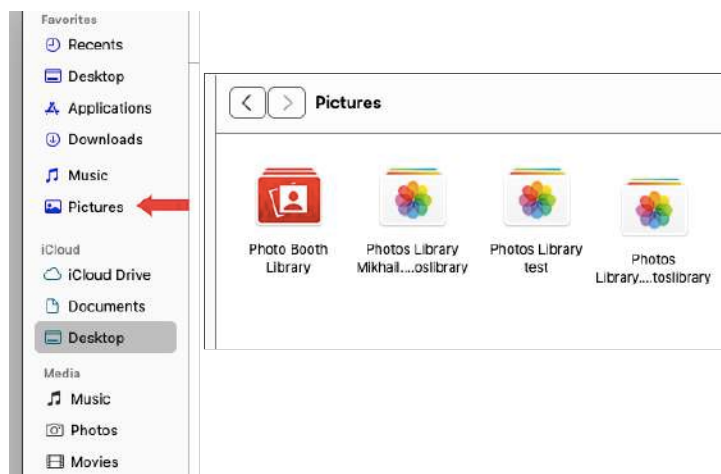 Favorites
Recents
Desktop
Applications
Downloads
Music
Pictures
iCloud
iCloud Drive
Documents
Desktop
Media
Music
Photos
Movies
Pictures
Photo Booth
Library
Photos Library
Mikhail....oslibrary
Photos Library
test
Photos
Library....toslibrary